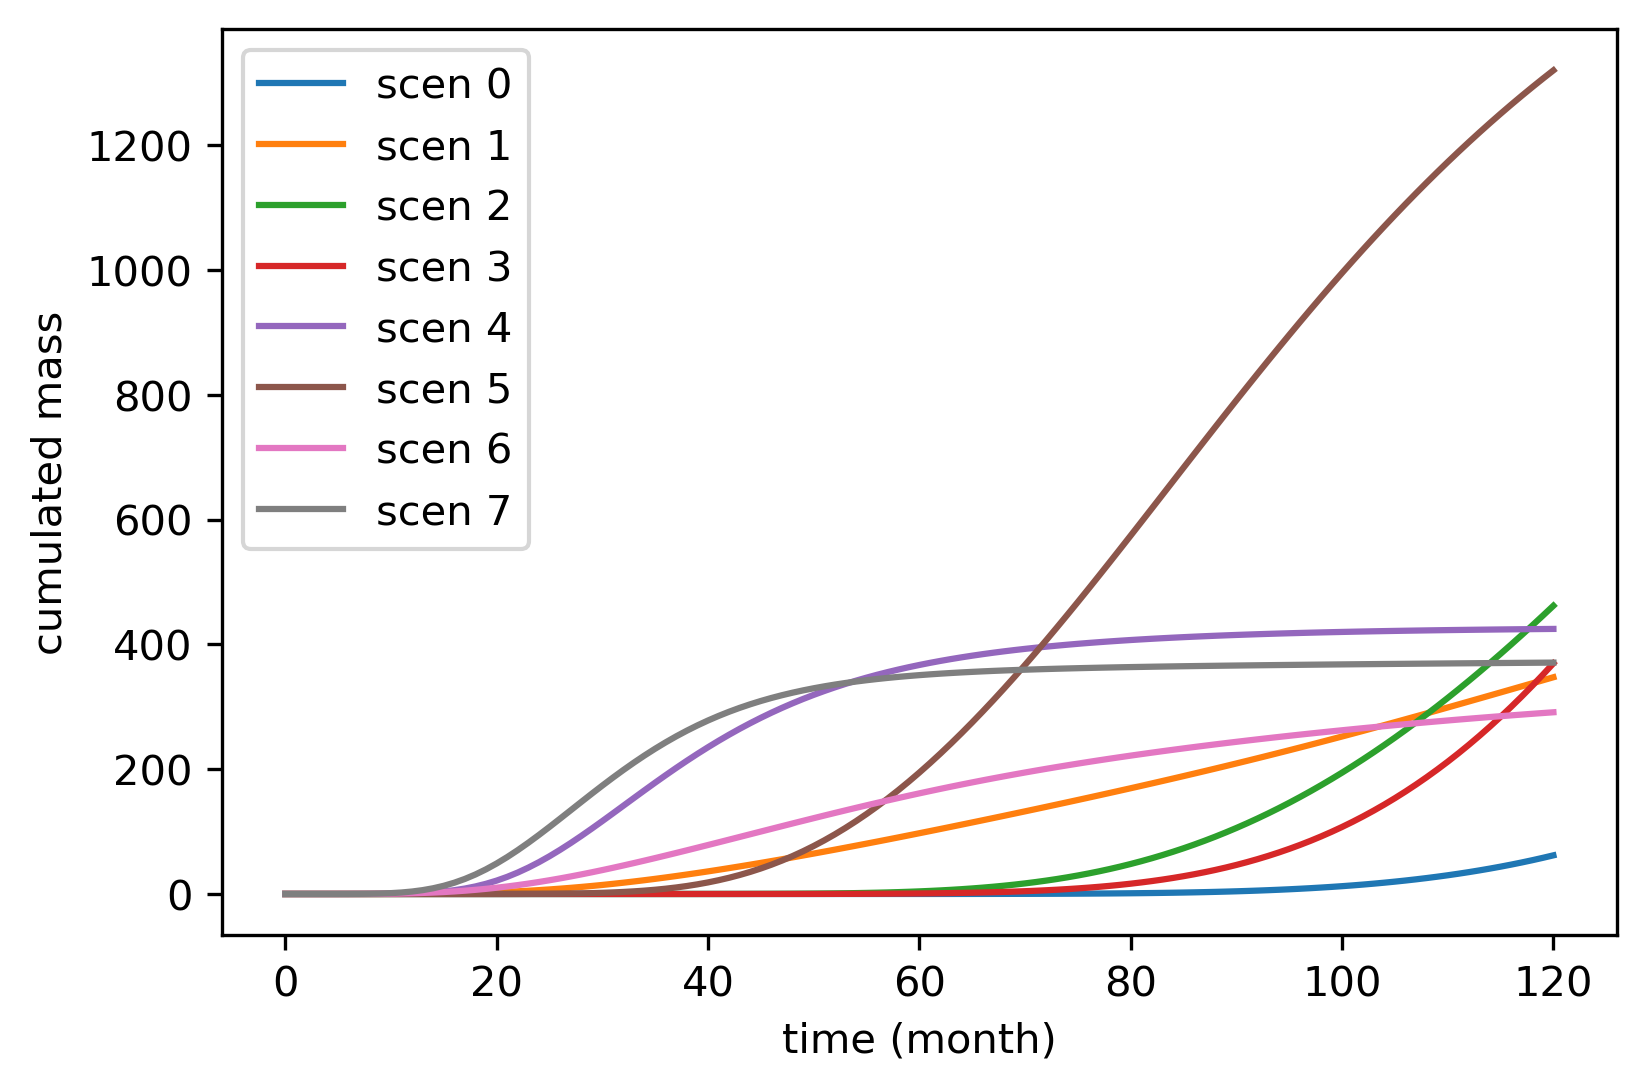 scen 0
scen 1
scen 2
scen 3
scen 4
scen 5
scen 6
scen 7
1200
1000
800
600
400
200
0
cumulated mass
0 20 40 60 80 100 120
time (month)